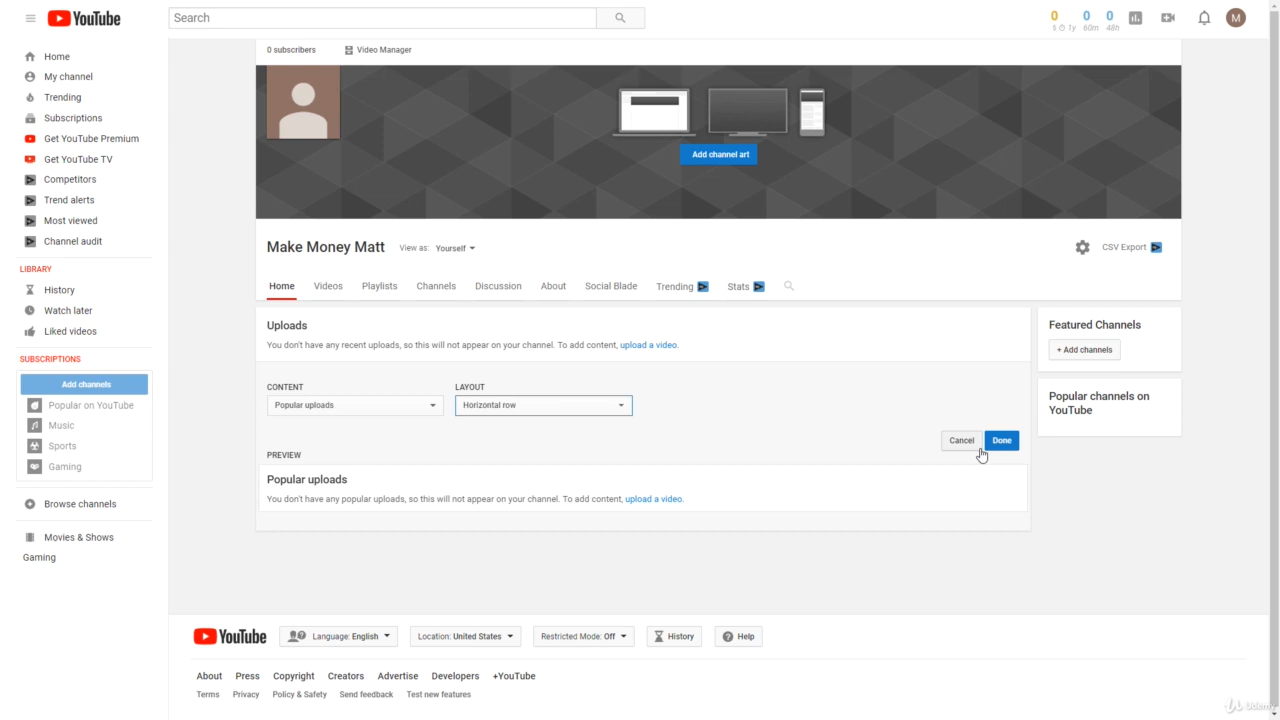 YouTube
Search
0 0 0
1y 60m 48h
M
Home
My channel
Trending
Subscriptions
Get YouTube Premium
Get YouTube TV
Competitors
Trend alerts
Most viewed
Channel audit
LIBRARY
History
Watch later
Liked videos
SUBSCRIPTIONS
Add channels
Popular on YouTube
Music
Sports
Gaming
Browse channels
Movies & Shows
Gaming
0 subscribers Video Manager
Add channel art
Make Money Matt View as: Yourself
CSV Export
Home Videos Playlists Channels Discussion About Social Blade Trending Stats
Uploads
You don't have any recent uploads, so this will not appear on your channel. To add content, upload a video.
CONTENT LAYOUT
Popular uploads Horizontal row
Cancel Done
PREVIEW
Popular uploads
You don't have any popular uploads, so this will not appear on your channel. To add content, upload a video.
Featured Channels
+ Add channels
Popular channels on
YouTube
YouTube Language: English Location: United States Restricted Mode: Off History Help
About Press Copyright Creators Advertise Developers +YouTube
Terms Privacy Policy & Safety Send feedback Test new features
Udemy